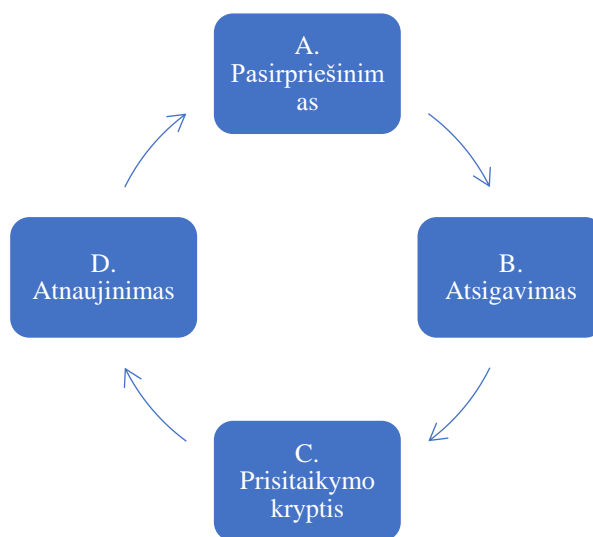 A.
Pasirpriešinim
as
B.
Atsigavimas
C.
Prisitaikymo
kryptis
D.
Atnaujinimas